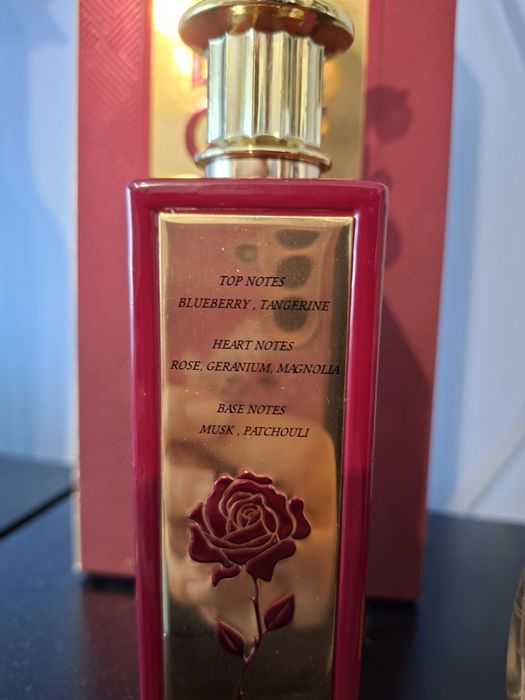 TOP NOTES
BLUEBERRY , TANGERINE
HEART NOTES
ROSE, GERANIUM, MAGNOLIA
BASE NOTES
MUSK , PATCHOULI